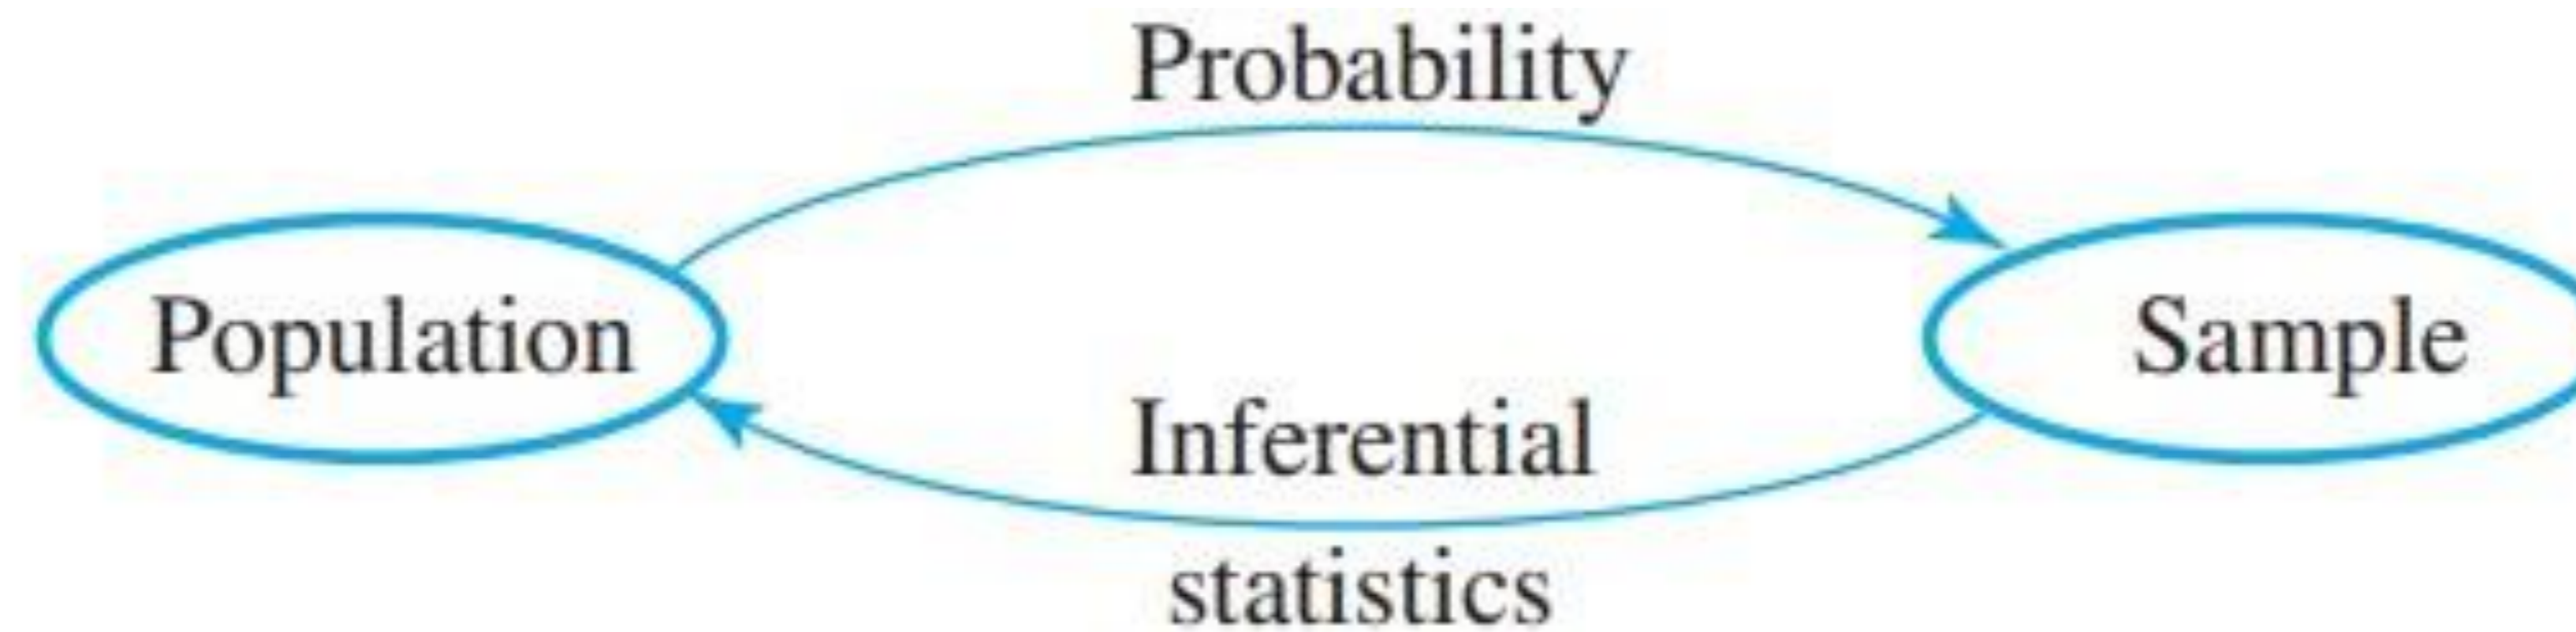 Probability
Population
Sample
Inferential
statistics